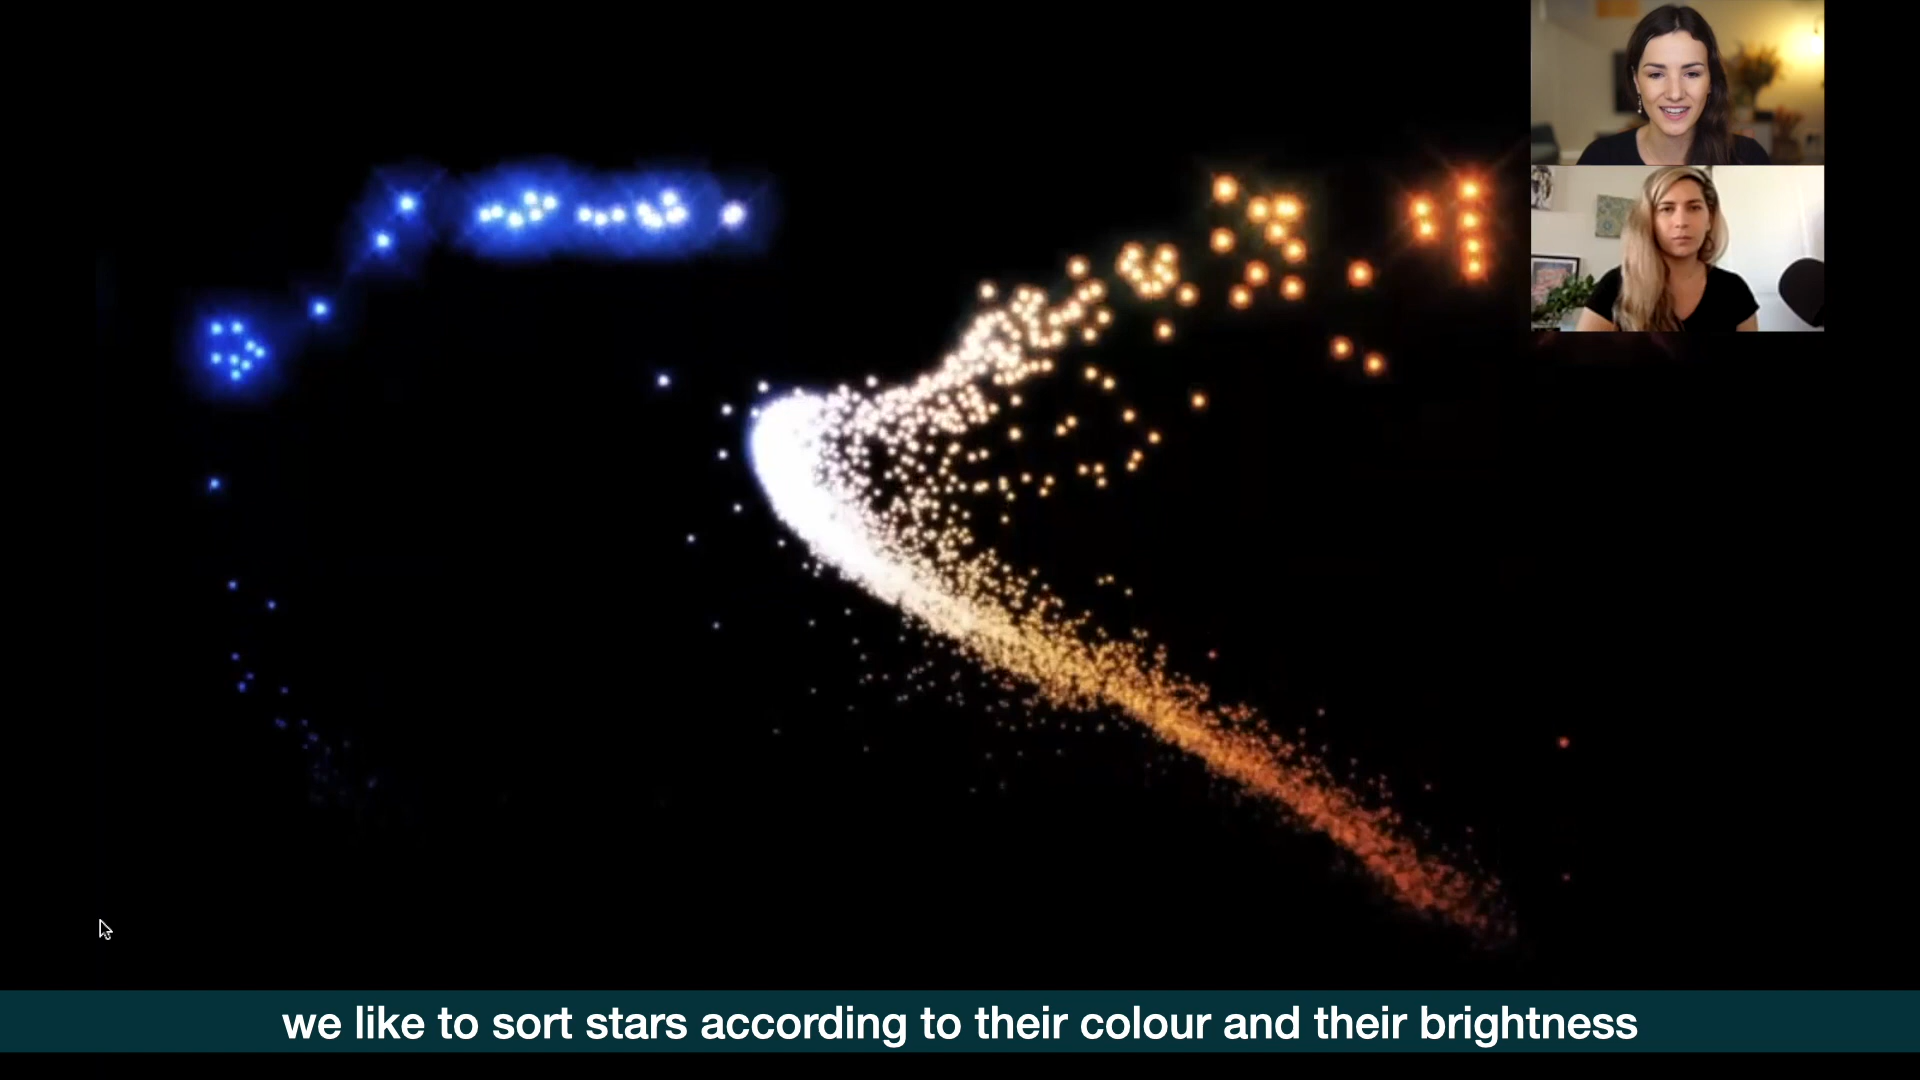 we like to sort stars according to their colour and their brightness